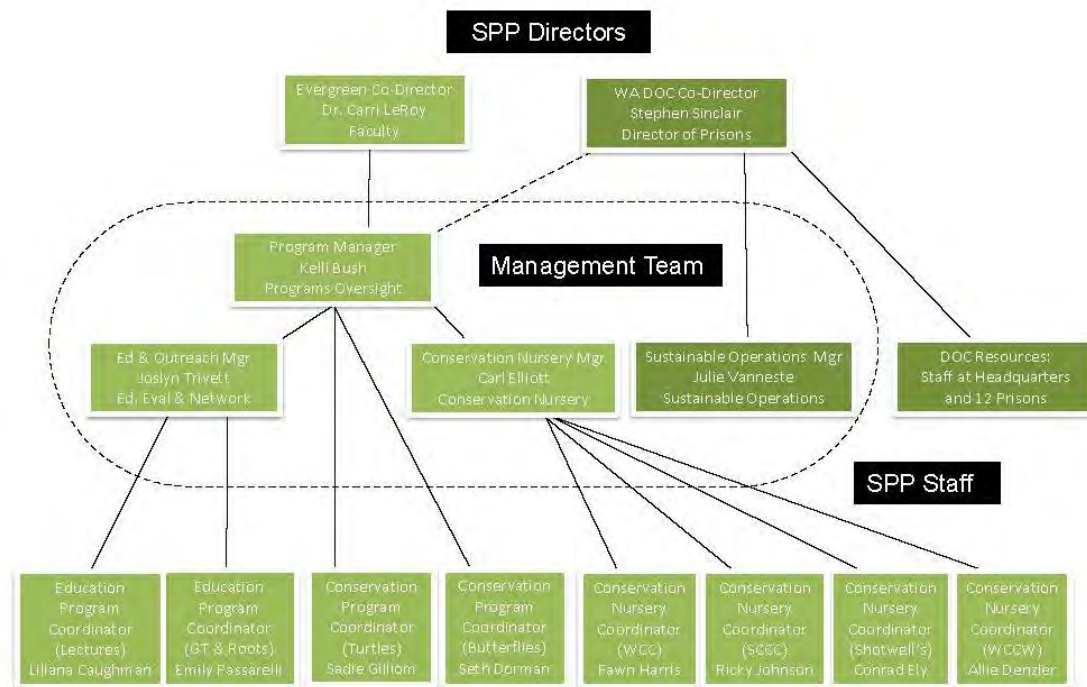 SPP Directors
Evergreen Co-Director
Dr. Carri LeRoy
Faculty
WA DOC Co-Director
Stephen Sinclair
Director of Prisons
Program Manager
Kelli Bush
Programs Oversight
Management Team
Ed & Outreach Mgr
Joslyn Trivett
Ed, Eval & Network
Conservation Nursery Mgr
Carl Elliott
Conservation Nursery
Sustainable Operations Mgr
Julie Vanneste
Sustainable Operations
DOC Resources:
Staff at Headquarters
and 12 Prisons
SPP Staff
Education
Program
Coordinator
(Lectures)
Liliana Caughman
Education
Program
Coordinator
(GT & Roots)
Emily Passarelli
Conservation
Program
Coordinator
(Turtles)
Sadie Gilliom
Conservation
Program
Coordinator
(Butterflies)
Seth Dorman
Conservation
Nursery
Coordinator
(WCC)
Fawn Harris
Conservation
Nursery
Coordinator
(SCCC)
Ricky Johnson
Conservation
Nursery
Coordinator
(Shotwell's)
Conrad Ely
Conservation
Nursery
Coordinator
(WCCW)
Allie Denzler